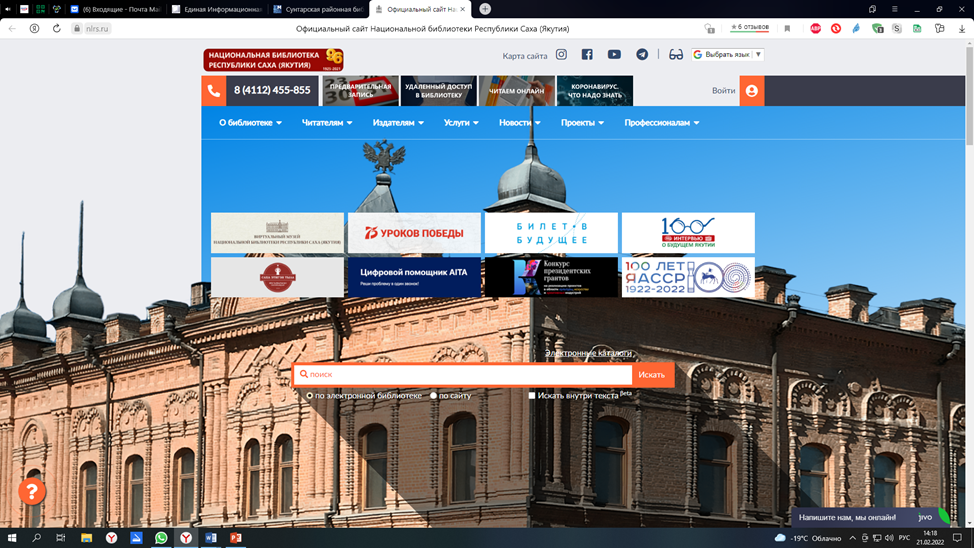 (6) Входящие - Почта Mai
Единая Информационная
Сунтарская районная биб
Официальный сайт На
nlrs.ru
Официальный сайт Национальной библиотеки Республики Саха (Якутия)
6 отзывов
НАЦИОНАЛЬНАЯ БИБЛИОТЕКА
РЕСПУБЛИКИ САХА (ЯКУТИЯ)
96
Карта сайта
Выбрать язык
8 (4112) 455-855
ПРЕДВАРИТЕЛЬНАЯ
ЗАПИСЬ
УДАЛЕННЫЙ ДОСТУП
В БИБЛИОТЕКУ
ЧИТАЕМ ОНЛАЙН
КОРОНАВИРУС.
ЧТО НАДО ЗНАТЬ
Войти
О библиотеке
Читателям
Издателям
Услуги
Новости
Проекты
Профессионалам
ВИРТУАЛЬНЫЙ МУЗЕЙ
НАЦИОНАЛЬНОЙ БИБЛИОТЕКИ РЕСПУБЛИКИ САХА (ЯКУТИЯ)
75 УРОКОВ ПОБЕДЫ
БИЛЕТ В
БУДУЩЕЕ
100
ИНТЕРВЬЮ
О БУДУЩЕМ ЯКУТИИ
Цифровой помощник AITA
Реши проблему в один звонок!
Конкурс
президентских
грантов
100 ЛЕТ
ЯАССР
1922-2022
Электронные каталоги
поиск
Искать
по электронной библиотеке
по сайту
Искать внутри текста Beta
?
Напишите нам, мы онлайн!
jivo
-19°C Облачно
РУС
14:18
21.02.2022